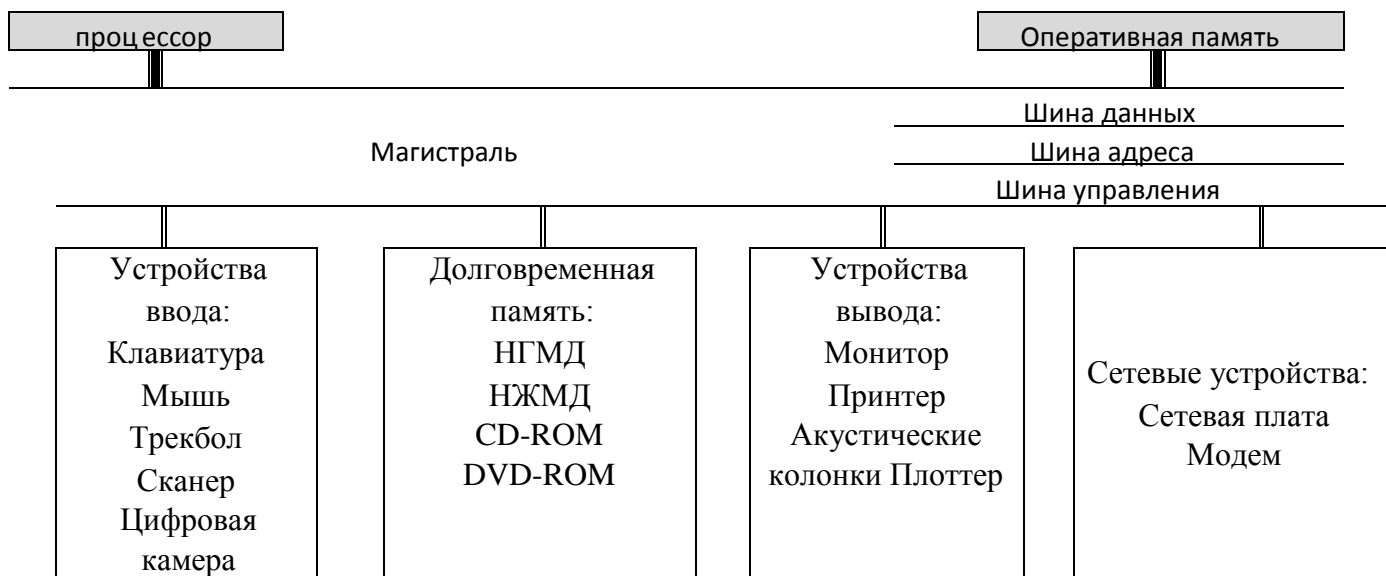 процессор
Оперативная память
Шина данных
Магистраль
Шина адреса
Шина управления
Устройства
ввода:
Клавиатура
Мышь
Трекбол
Сканер
Цифровая
камера
Долговременная
память:
НГМД
НЖМД
CD-ROM
DVD-ROM
Устройства
вывода:
Монитор
Принтер
Акустические
колонки Плоттер
Сетевые устройства:
Сетевая плата
Модем